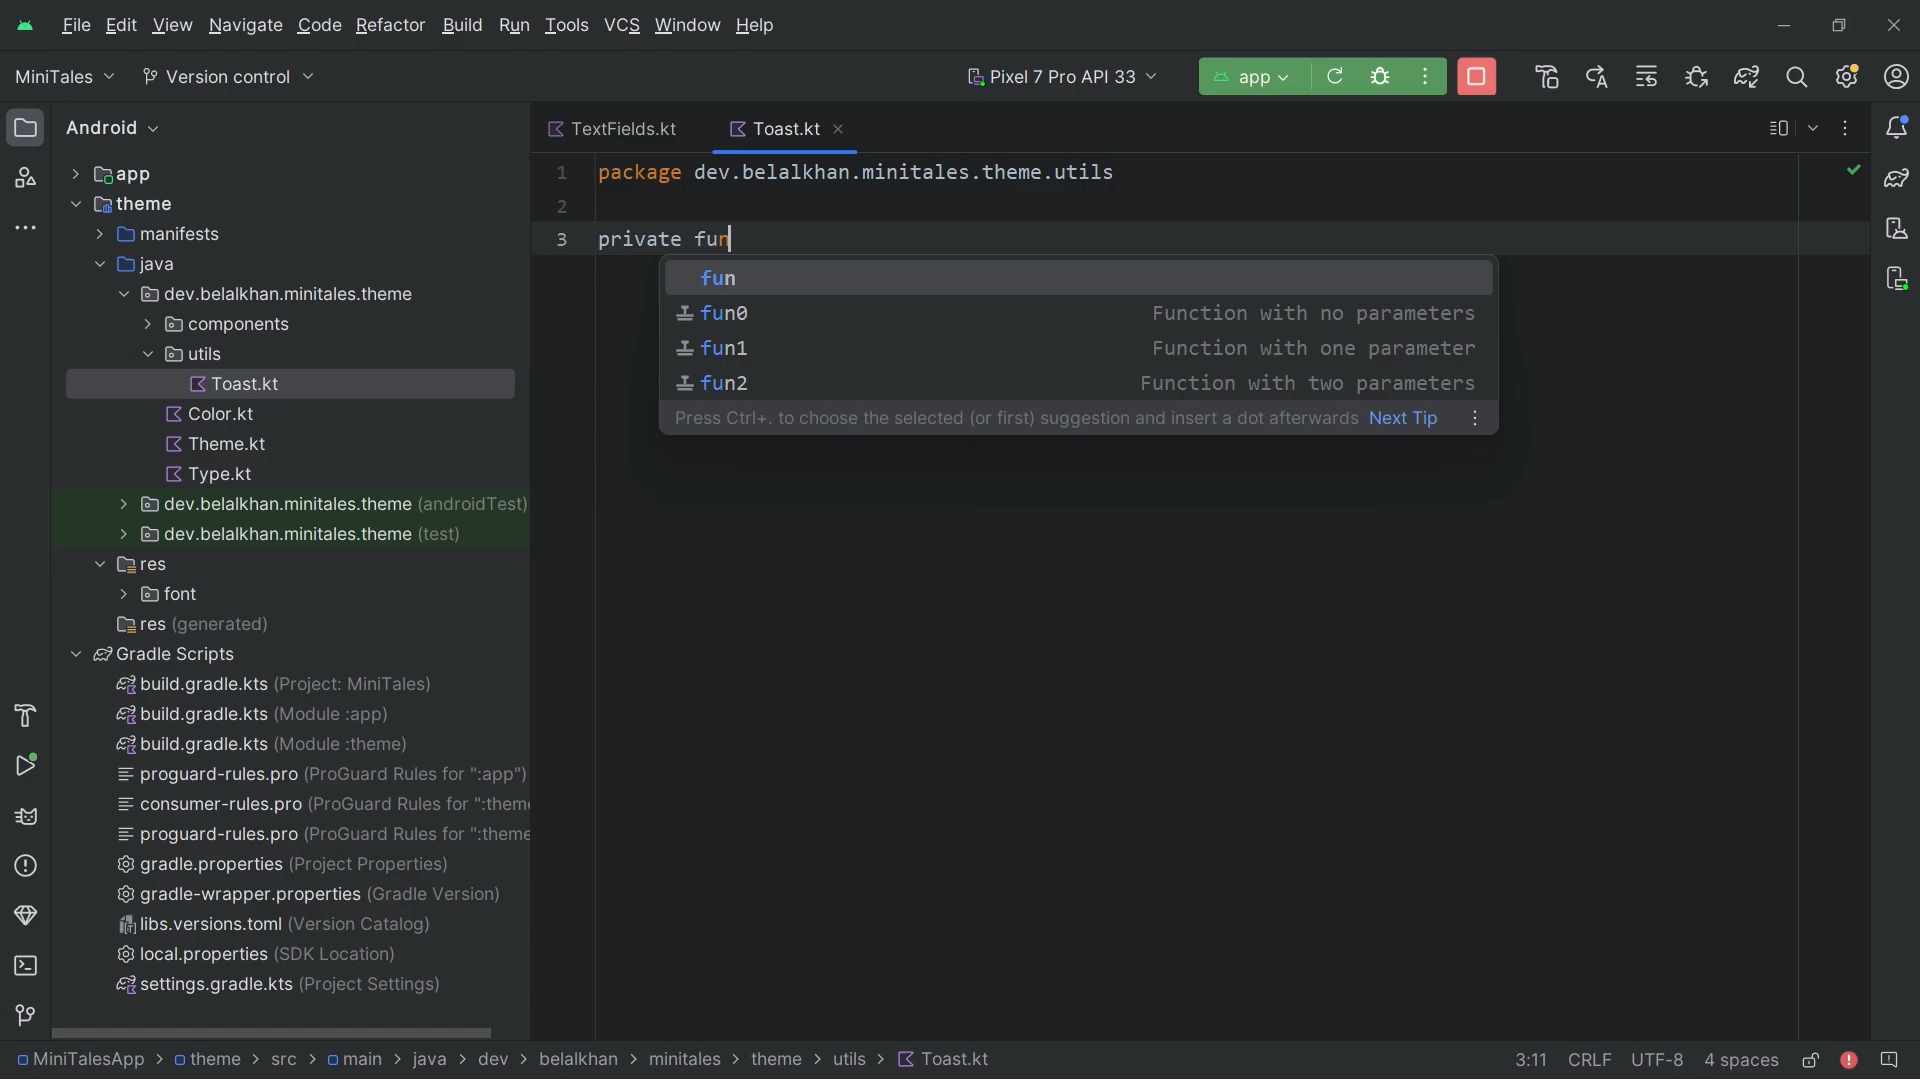 File Edit View Navigate Code Refactor Build Run Tools VCS Window Help
MiniTales Version control Pixel 7 Pro API 33 app
Android
TextFields.kt Toast.kt
app
theme
manifests
java
dev.belalkhan.minitales.theme
components
utils
Toast.kt
Color.kt
Theme.kt
Type.kt
dev.belalkhan.minitales.theme (androidTest)
dev.belalkhan.minitales.theme (test)
res
font
res (generated)
Gradle Scripts
build.gradle.kts (Project: MiniTales)
build.gradle.kts (Module :app)
build.gradle.kts (Module :theme)
proguard-rules.pro (ProGuard Rules for ":app")
consumer-rules.pro (ProGuard Rules for ":theme
proguard-rules.pro (ProGuard Rules for ":theme
gradle.properties (Project Properties)
gradle-wrapper.properties (Gradle Version)
libs.versions.toml (Version Catalog)
local.properties (SDK Location)
settings.gradle.kts (Project Settings)
1 package dev.belalkhan.minitales.theme.utils
2
3 private fun
fun
fun0 Function with no parameters
fun1 Function with one parameter
fun2 Function with two parameters
Press Ctrl+. to choose the selected (or first) suggestion and insert a dot afterwards Next Tip
MiniTalesApp > theme > src > main > java > dev > belalkhan > minitales > theme > utils > Toast.kt
3:11 CRLF UTF-8 4 spaces